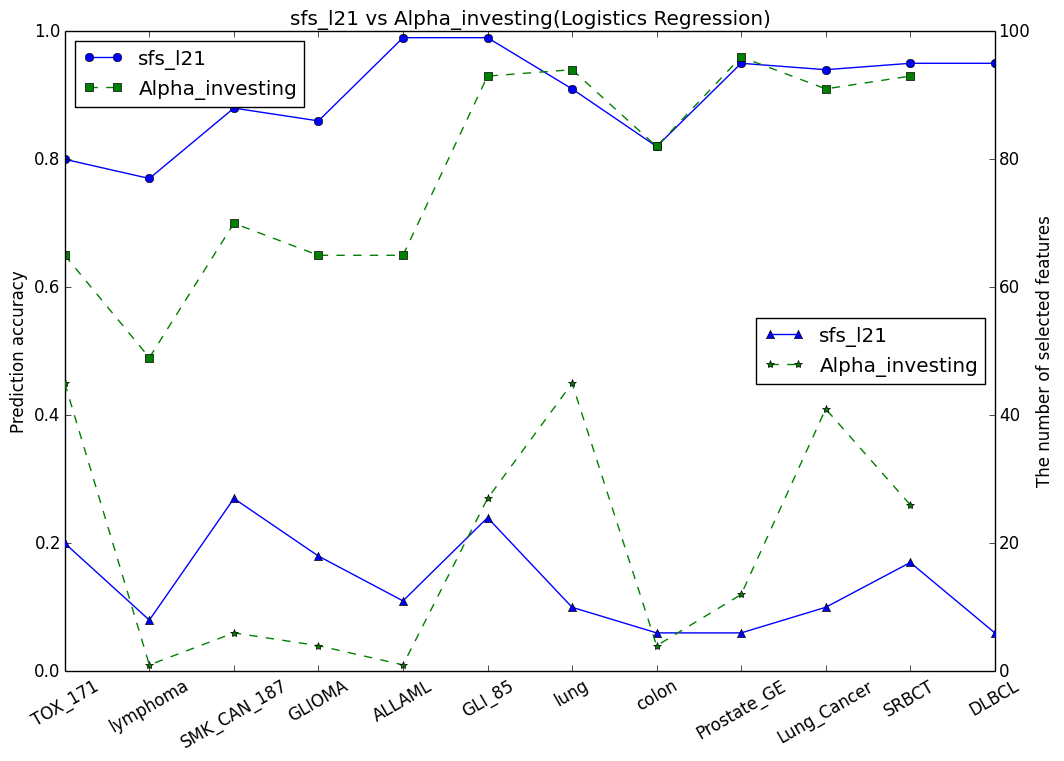 sfs_l21 vs Alpha_investing(Logistics Regression)
1.0
0.8
0.6
0.4
0.2
0.0
Prediction accuracy
sfs_l21
Alpha_investing
100
80
60
40
20
0
The number of selected features
sfs_l21
Alpha_investing
TOX_171
lymphoma
SMK_CAN_187
GLIOMA
ALLAML
GLI_85
lung
colon
Prostate_GE
Lung_Cancer
SRBCT
DLBCL